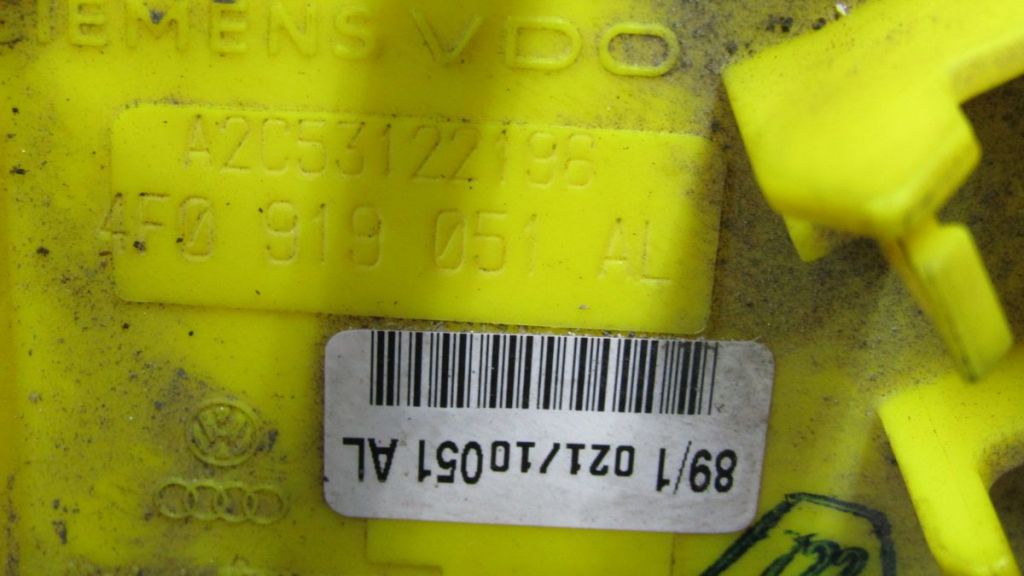 SIEMENS VDO
A2C53122196
4F0 919 051 AL
89/1 021/10051 AL